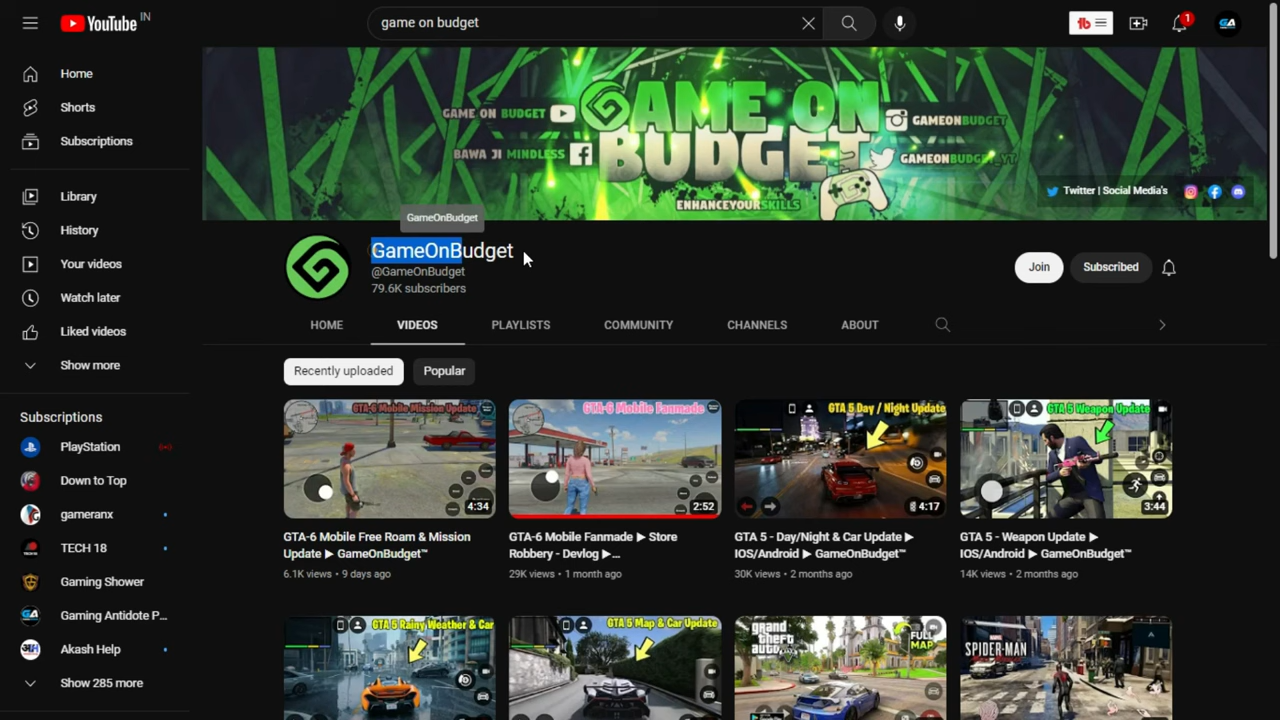 YouTube IN
game on budget
1
Home
Shorts
Subscriptions
Library
History
Your videos
Watch later
Liked videos
Show more
Subscriptions
PlayStation
Down to Top
gameranx
TECH 18
Gaming Shower
Gaming Antidote P...
Akash Help
Show 285 more
GAME ON BUDGET
BAWA JI MINDLESS
GAME ON
BUDGET
ENHANCEYOURSKILLS
GAMEONBUDGET
GAMEONBUDGET_YT
Twitter | Social Media's
GameOnBudget
GameOnBudget
@GameOnBudget
79.6K subscribers
Join
Subscribed
HOME
VIDEOS
PLAYLISTS
COMMUNITY
CHANNELS
ABOUT
Recently uploaded
Popular
GTA-6 Mobile Mission Update
4:34
GTA-6 Mobile Free Roam & Mission
Update ▶ GameOnBudget™
6.1K views • 9 days ago
GTA-6 Mobile Fanmade
2:52
GTA-6 Mobile Fanmade ▶ Store
Robbery - Devlog ▶...
29K views • 1 month ago
GTA 5 Day / Night Update
4:17
GTA 5 - Day/Night & Car Update ▶
IOS/Android ▶ GameOnBudget™
30K views • 2 months ago
GTA 5 Weapon Update
3:44
GTA 5 - Weapon Update ▶
IOS/Android ▶ GameOnBudget™
14K views • 2 months ago
GTA 5 Rainy Weather & Car
GTA 5 Map & Car Update
grand
theft
auto
FULL
MAP
MARVEL
SPIDER-MAN